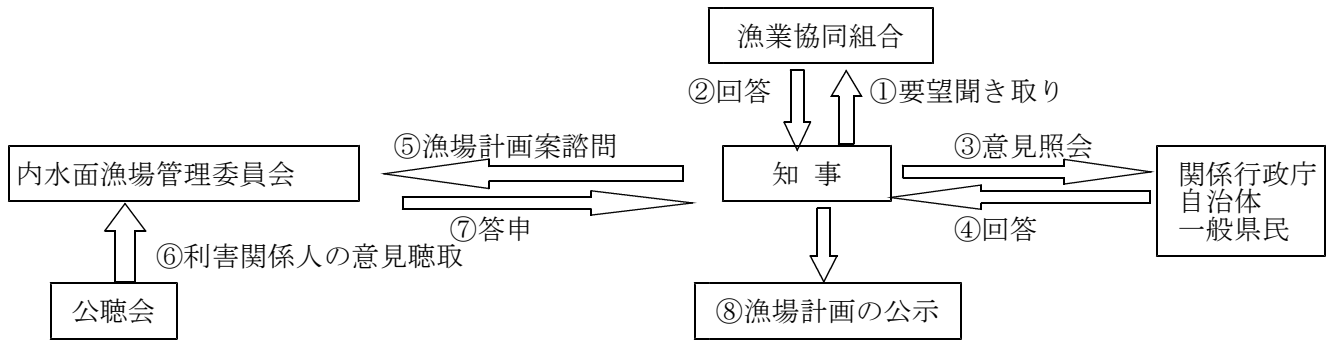 漁業協同組合
②回答
①要望聞き取り
⑤漁場計画案諮問
③意見照会
内水面漁場管理委員会
知 事
関係行政庁
自治体
一般県民
⑦答申
④回答
⑥利害関係人の意見聴取
公聴会
⑧漁場計画の公示